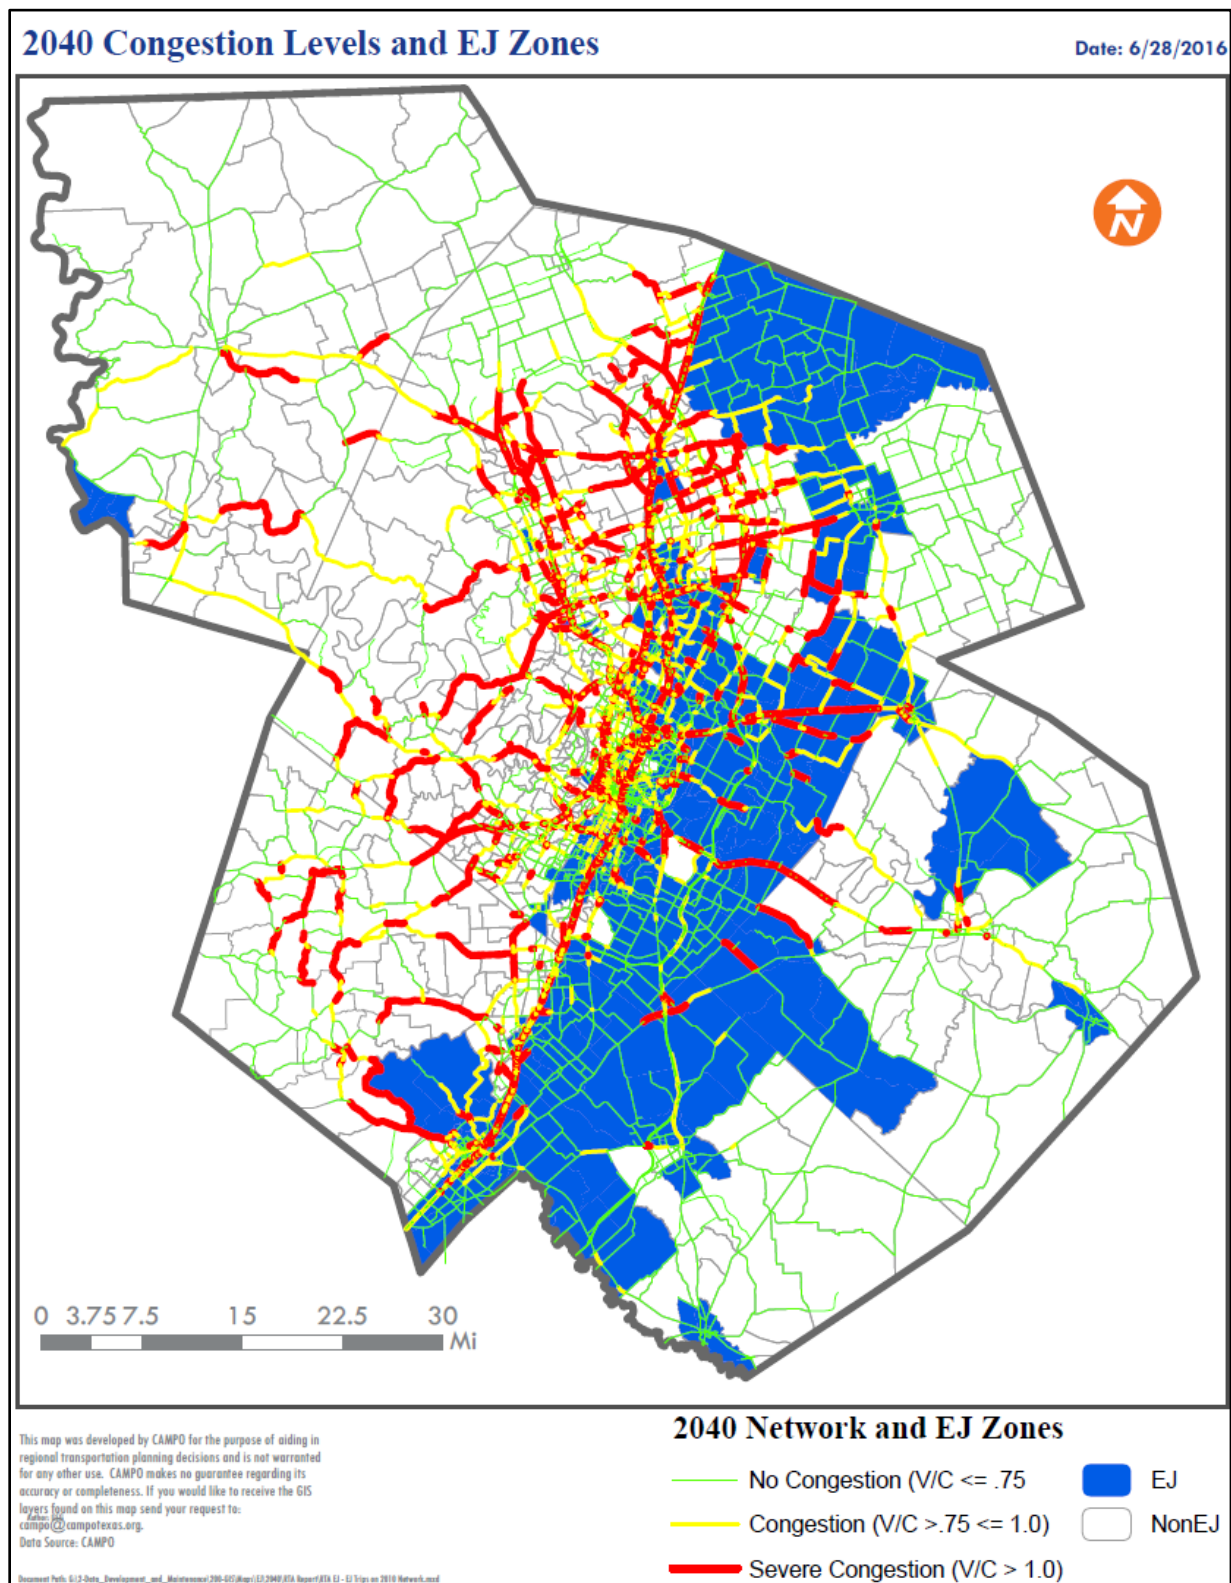 2040 Congestion Levels and EJ Zones
Date: 6/28/2016
N
0 3.75 7.5 15 22.5 30
Mi
2040 Network and EJ Zones
This map was developed by CAMPO for the purpose of aiding in
regional transportation planning decisions and is not warranted
for any other use. CAMPO makes no guarantee regarding its
accuracy or completeness. If you would like to receive the GIS
layers found on this map send your request to:
campo@campotexas.org.
Data Source: CAMPO
No Congestion (V/C <= .75
EJ
Congestion (V/C >.75 <= 1.0)
NonEJ
Severe Congestion (V/C > 1.0)